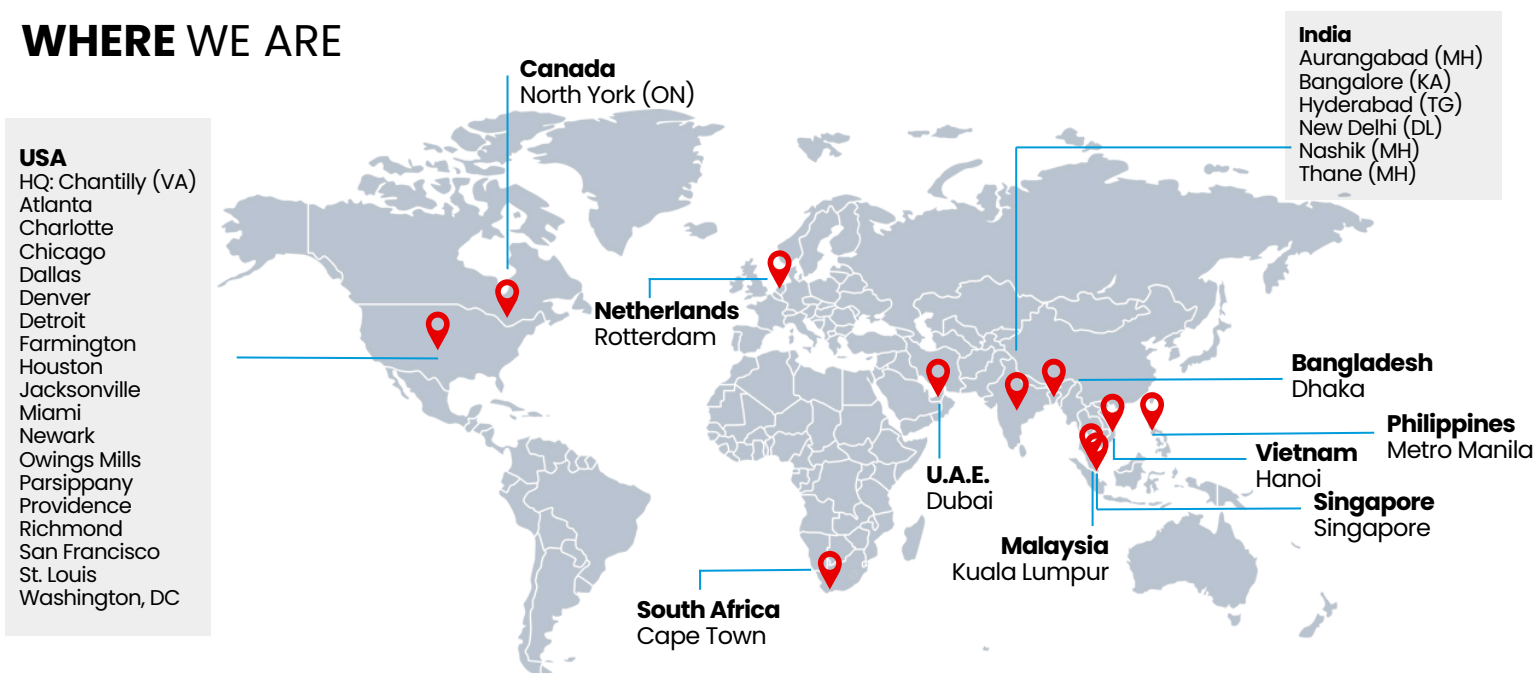 WHERE WE ARE
USA
HQ: Chantilly (VA)
Atlanta
Charlotte
Chicago
Dallas
Denver
Detroit
Farmington
Houston
Jacksonville
Miami
Newark
Owings Mills
Parsippany
Providence
Richmond
San Francisco
St. Louis
Washington, DC
Canada
North York (ON)
Netherlands
Rotterdam
South Africa
Cape Town
U.A.E.
Dubai
India
Aurangabad (MH)
Bangalore (KA)
Hyderabad (TG)
New Delhi (DL)
Nashik (MH)
Thane (MH)
Bangladesh
Dhaka
Philippines
Metro Manila
Vietnam
Hanoi
Singapore
Singapore
Malaysia
Kuala Lumpur